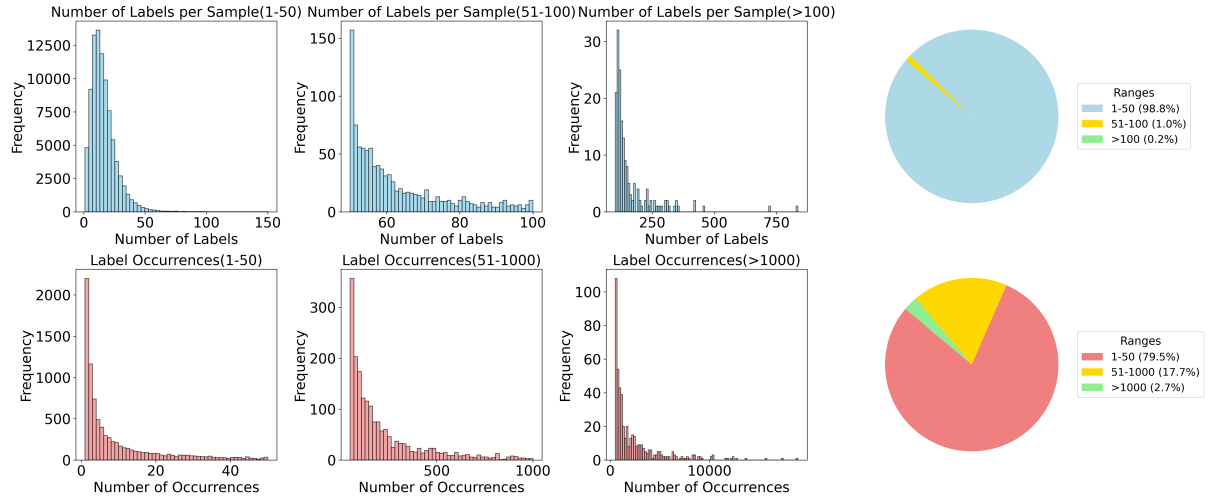 Number of Labels per Sample(1-50)
Frequency
12500
10000
7500
5000
2500
0
0 50 100 150
Number of Labels
Number of Labels per Sample(51-100)
Frequency
150
100
50
0
60 80 100
Number of Labels
Number of Labels per Sample(>100)
Frequency
30
20
10
0
250 500 750
Number of Labels
Ranges
1-50 (98.8%)
51-100 (1.0%)
>100 (0.2%)
Label Occurrences(1-50)
Frequency
2000
1500
1000
500
0
0 20 40
Number of Occurrences
Label Occurrences(51-1000)
Frequency
300
200
100
0
500 1000
Number of Occurrences
Label Occurrences(>1000)
Frequency
100
80
60
40
20
0
0 10000
Number of Occurrences
Ranges
1-50 (79.5%)
51-1000 (17.7%)
>1000 (2.7%)